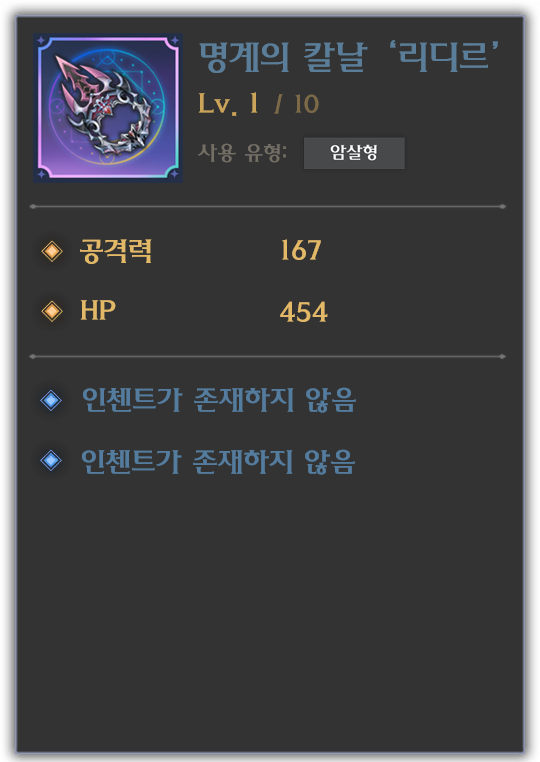 명계의 칼날 ‘리디르’
Lv. 1 / 10
사용 유형: 암살형
공격력 167
HP 454
인첸트가 존재하지 않음
인첸트가 존재하지 않음